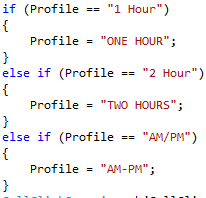 if (Profile == "1 Hour")
{
    Profile = "ONE HOUR";
}
else if (Profile == "2 Hour")
{
    Profile = "TWO HOURS";
}
else if (Profile == "AM/PM")
{
    Profile = "AM-PM";
}